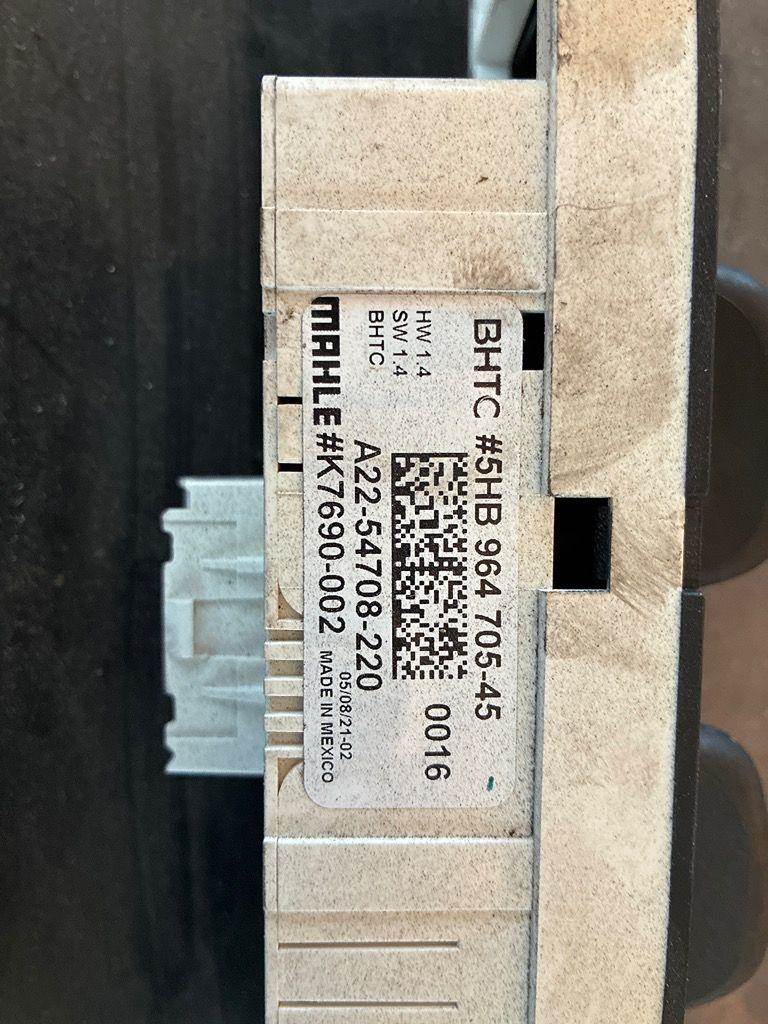 BHTC #5HB 964 705-45
HW 1.4
SW 1.4
BHTC
0016
A22-54708-220
MAHLE #K7690-002
05/08/21-02
MADE IN MEXICO